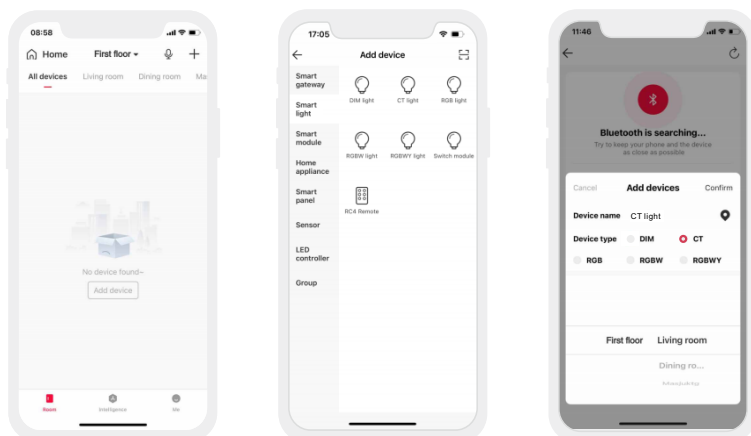 08:58
Home First floor
All devices Living room Dining room Ma
No device found~
Add device
Room Intelligence Me
17:05
Add device
Smart gateway
Smart light
Smart module
Home appliance
Smart panel
Sensor
LED controller
Group
DIM light CT light RGB light
RGBW light RGBWY light Switch module
RC4 Remote
11:46
Bluetooth is searching...
Try to keep your phone and the device
as close as possible
Cancel Add devices Confirm
Device name CT light
Device type DIM CT
RGB RGBW RGBWY
First floor Living room
Dining ro...